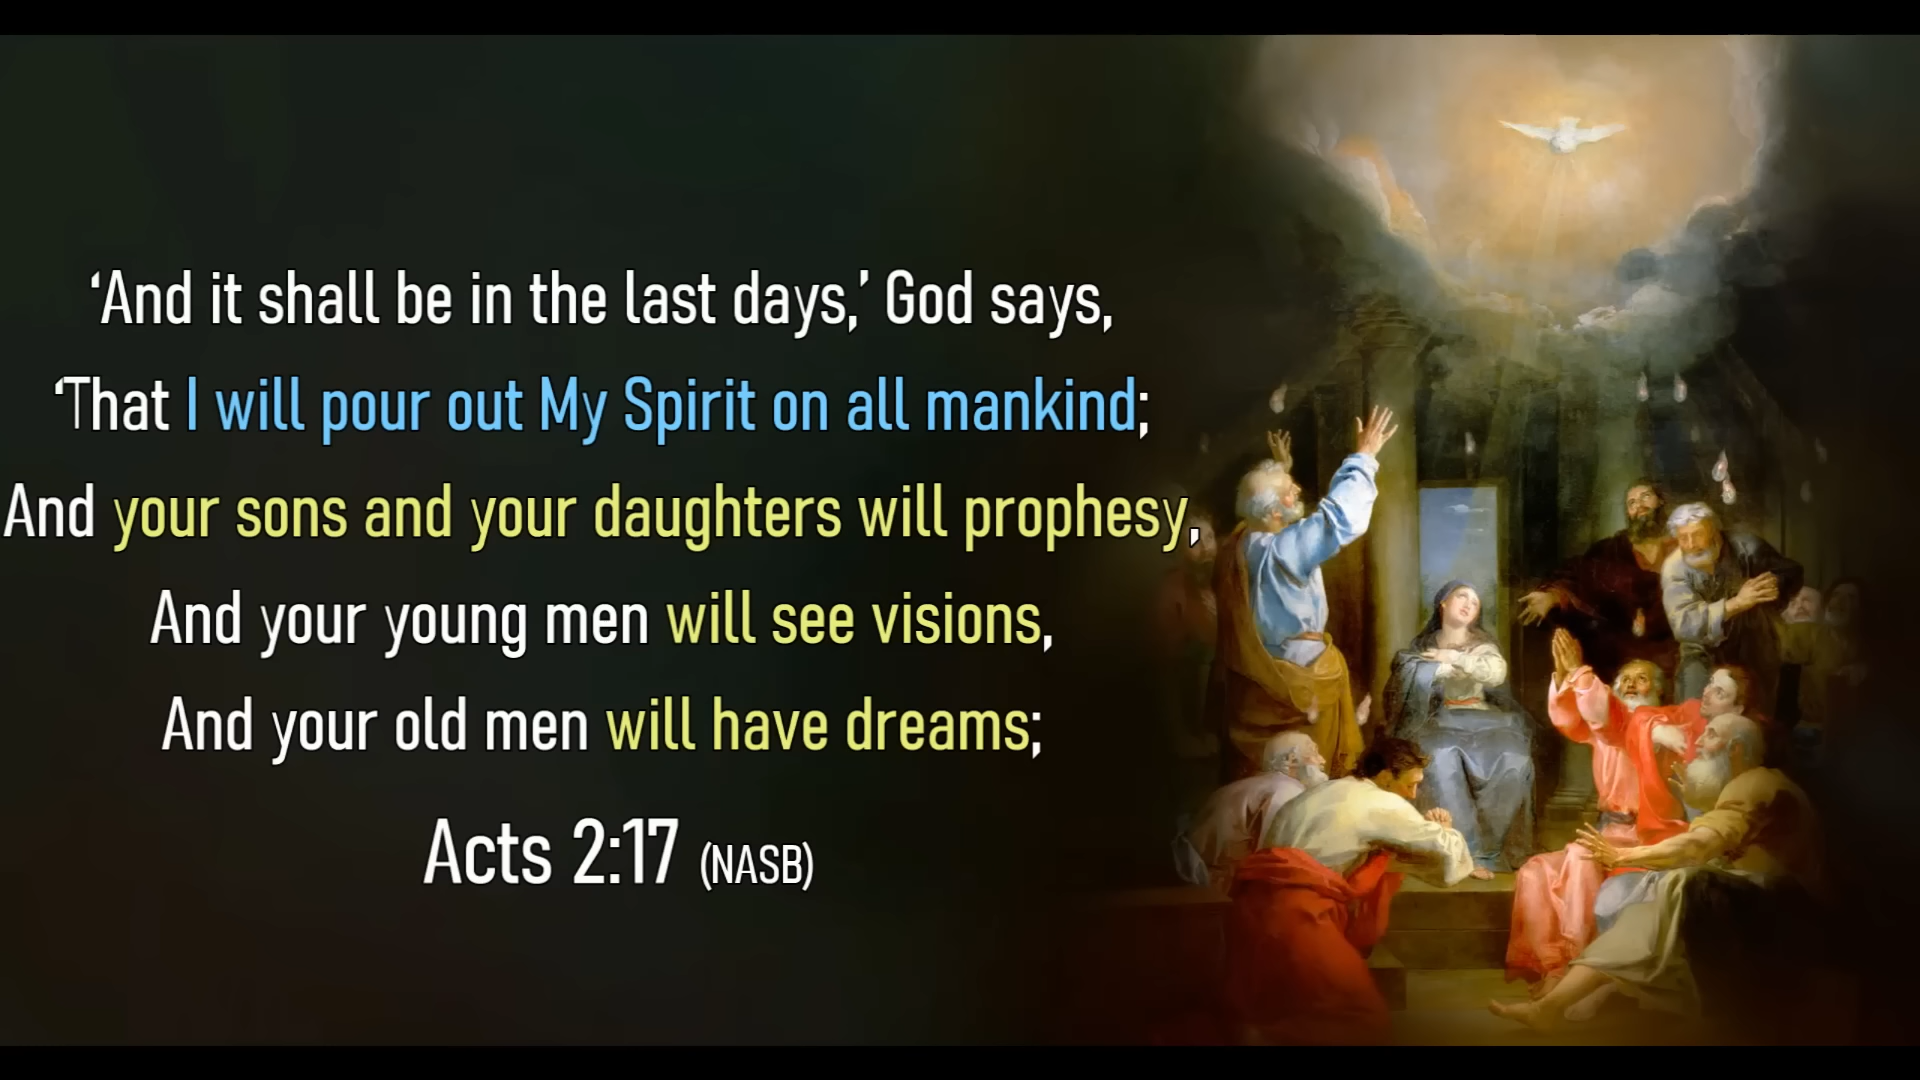 ‘And it shall be in the last days,’ God says,
‘That I will pour out My Spirit on all mankind;
And your sons and your daughters will prophesy,
And your young men will see visions,
And your old men will have dreams;
Acts 2:17 (NASB)